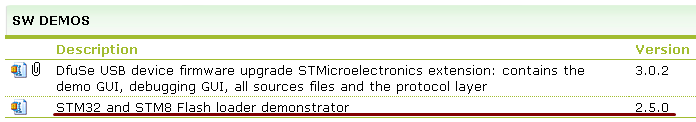 SW DEMOS
Description Version
DfuSe USB device firmware upgrade STMicroelectronics extension: contains the 3.0.2
demo GUI, debugging GUI, all sources files and the protocol layer
STM32 and STM8 Flash loader demonstrator 2.5.0